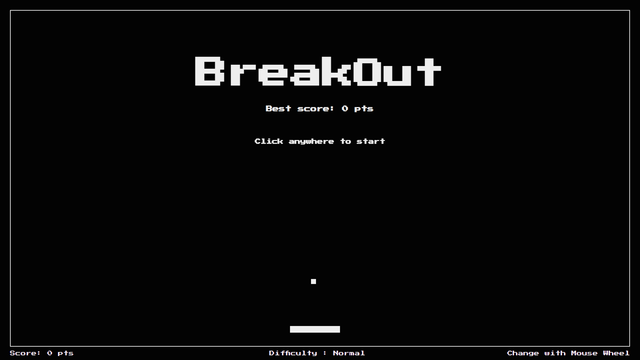 BreakOut
Best score: 0 pts
Click anywhere to start
Score: 0 pts
Difficulty : Normal
Change with Mouse Wheel